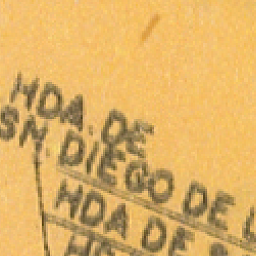 HDA. DE
SN. DIEGO DE
HDA DE